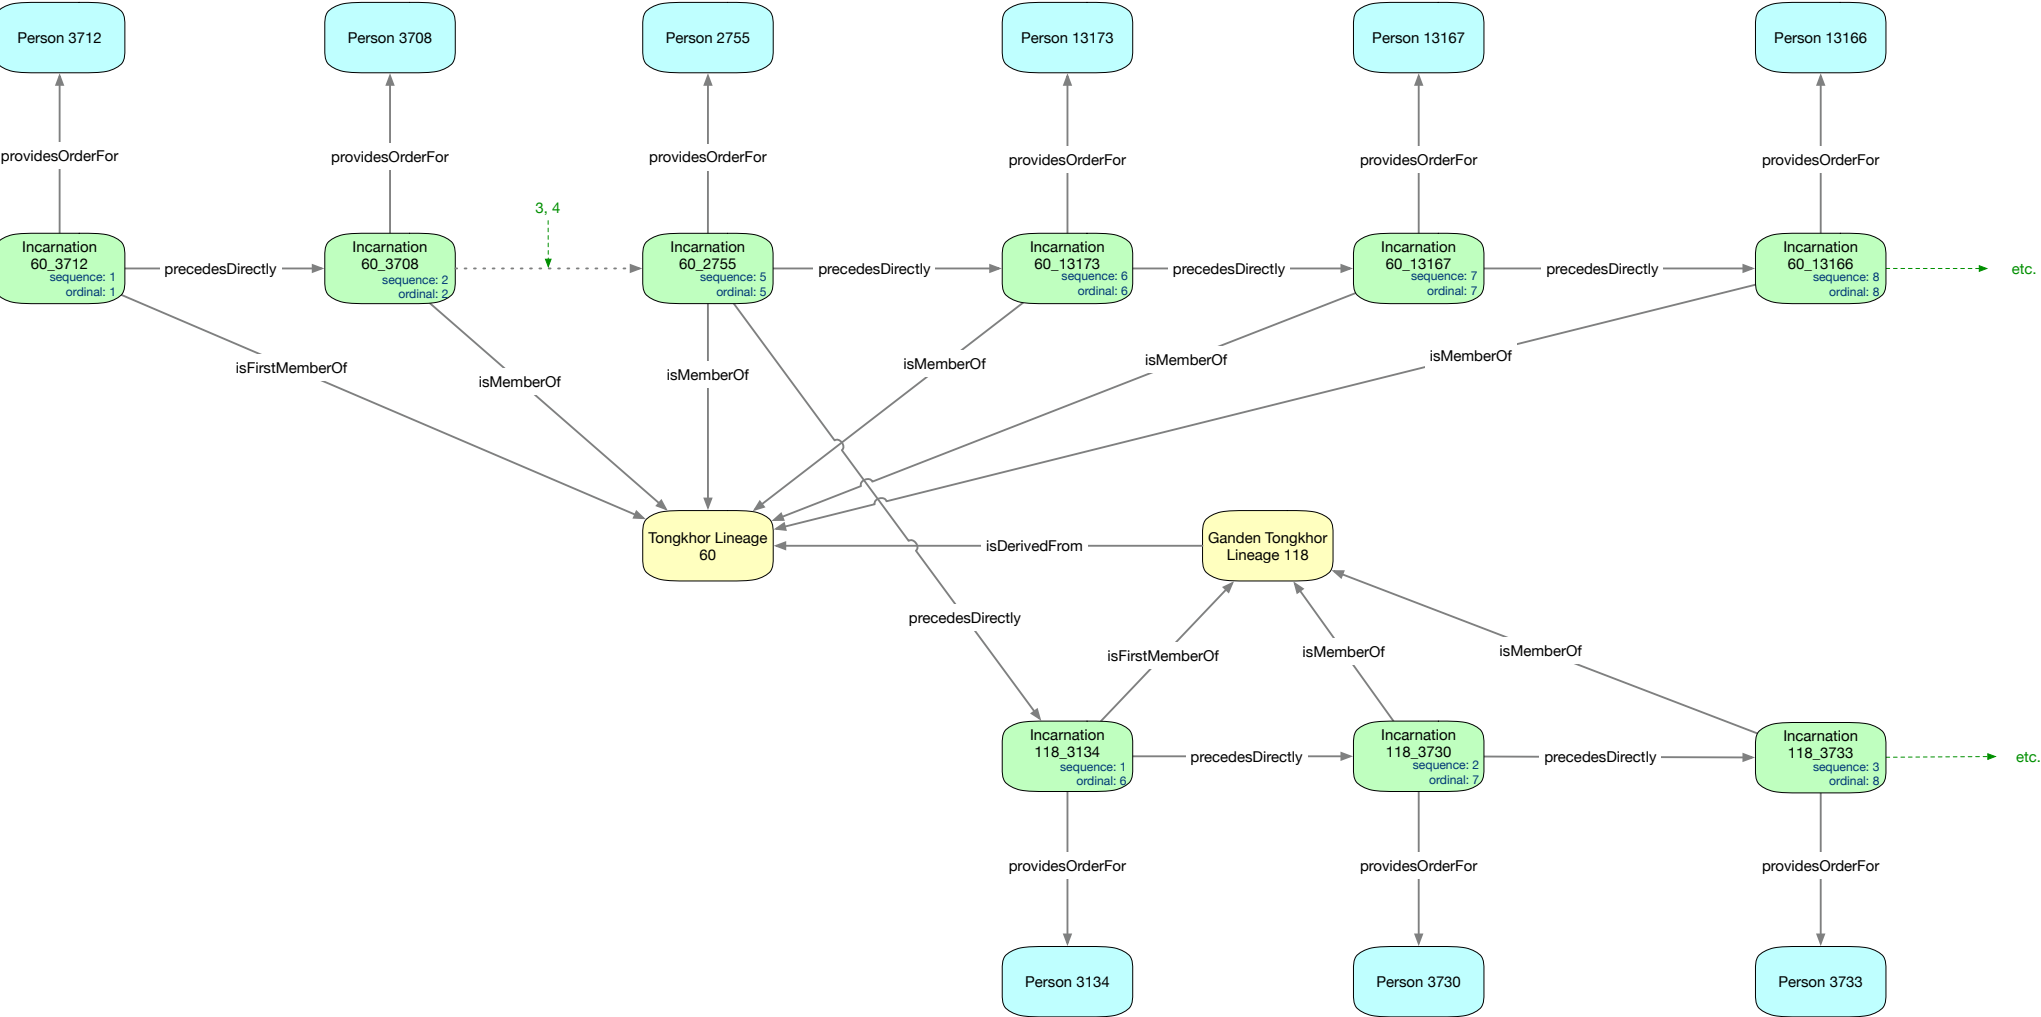 Person 3712
Person 3708
Person 2755
Person 13173
Person 13167
Person 13166
providesOrderFor
providesOrderFor
providesOrderFor
providesOrderFor
providesOrderFor
providesOrderFor
3, 4
Incarnation
60_3712
sequence: 1
ordinal: 1
precedesDirectly
Incarnation
60_3708
sequence: 2
ordinal: 2
Incarnation
60_2755
sequence: 5
ordinal: 5
precedesDirectly
Incarnation
60_13173
sequence: 6
ordinal: 6
precedesDirectly
Incarnation
60_13167
sequence: 7
ordinal: 7
precedesDirectly
Incarnation
60_13166
sequence: 8
ordinal: 8
etc.
isFirstMemberOf
isMemberOf
isMemberOf
isMemberOf
isMemberOf
isMemberOf
Tongkhor Lineage
60
isDerivedFrom
Ganden Tongkhor
Lineage 118
precedesDirectly
isFirstMemberOf
isMemberOf
isMemberOf
Incarnation
118_3134
sequence: 1
ordinal: 6
precedesDirectly
Incarnation
118_3730
sequence: 2
ordinal: 7
precedesDirectly
Incarnation
118_3733
sequence: 3
ordinal: 8
etc.
providesOrderFor
providesOrderFor
providesOrderFor
Person 3134
Person 3730
Person 3733